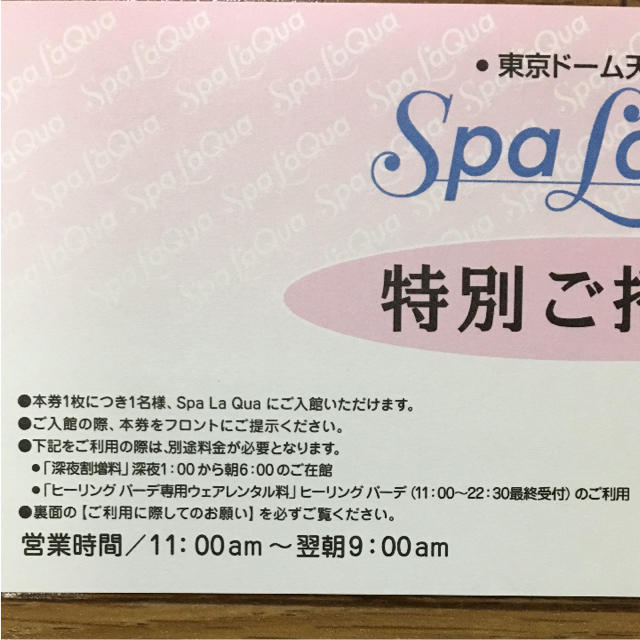 • 東京ドーム天
Spa La
特別ご招
●本券1枚につき1名様、Spa La Qua にご入館いただけます。
●ご入館の際、本券をフロントにご提示ください。
●下記をご利用の際は、別途料金が必要となります。
●「深夜割増料」深夜1:00から朝6:00のご在館
●「ヒーリング バーデ専用ウェアレンタル料」ヒーリング バーデ (11:00〜22:30最終受付) のご利用
●裏面の【ご利用に際してのお願い】を必ずご覧ください。
営業時間/11:00am〜翌朝9:00am